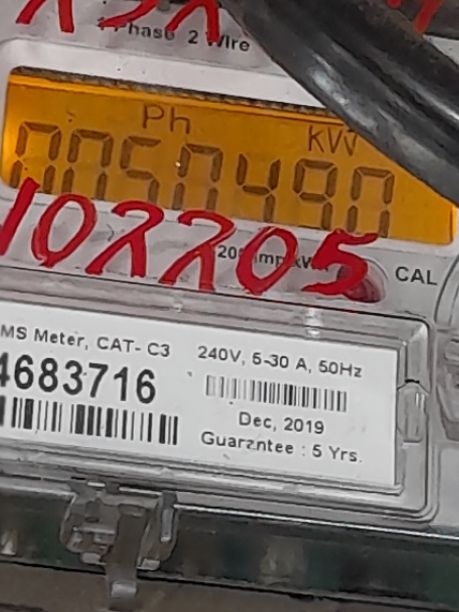 Phase 2 Wire
Ph
KW
0050490
102205
CAL
MS Meter, CAT- C3
240V, 5-30 A, 50Hz
4683716
Dec, 2019
Guarantee : 5 Yrs.